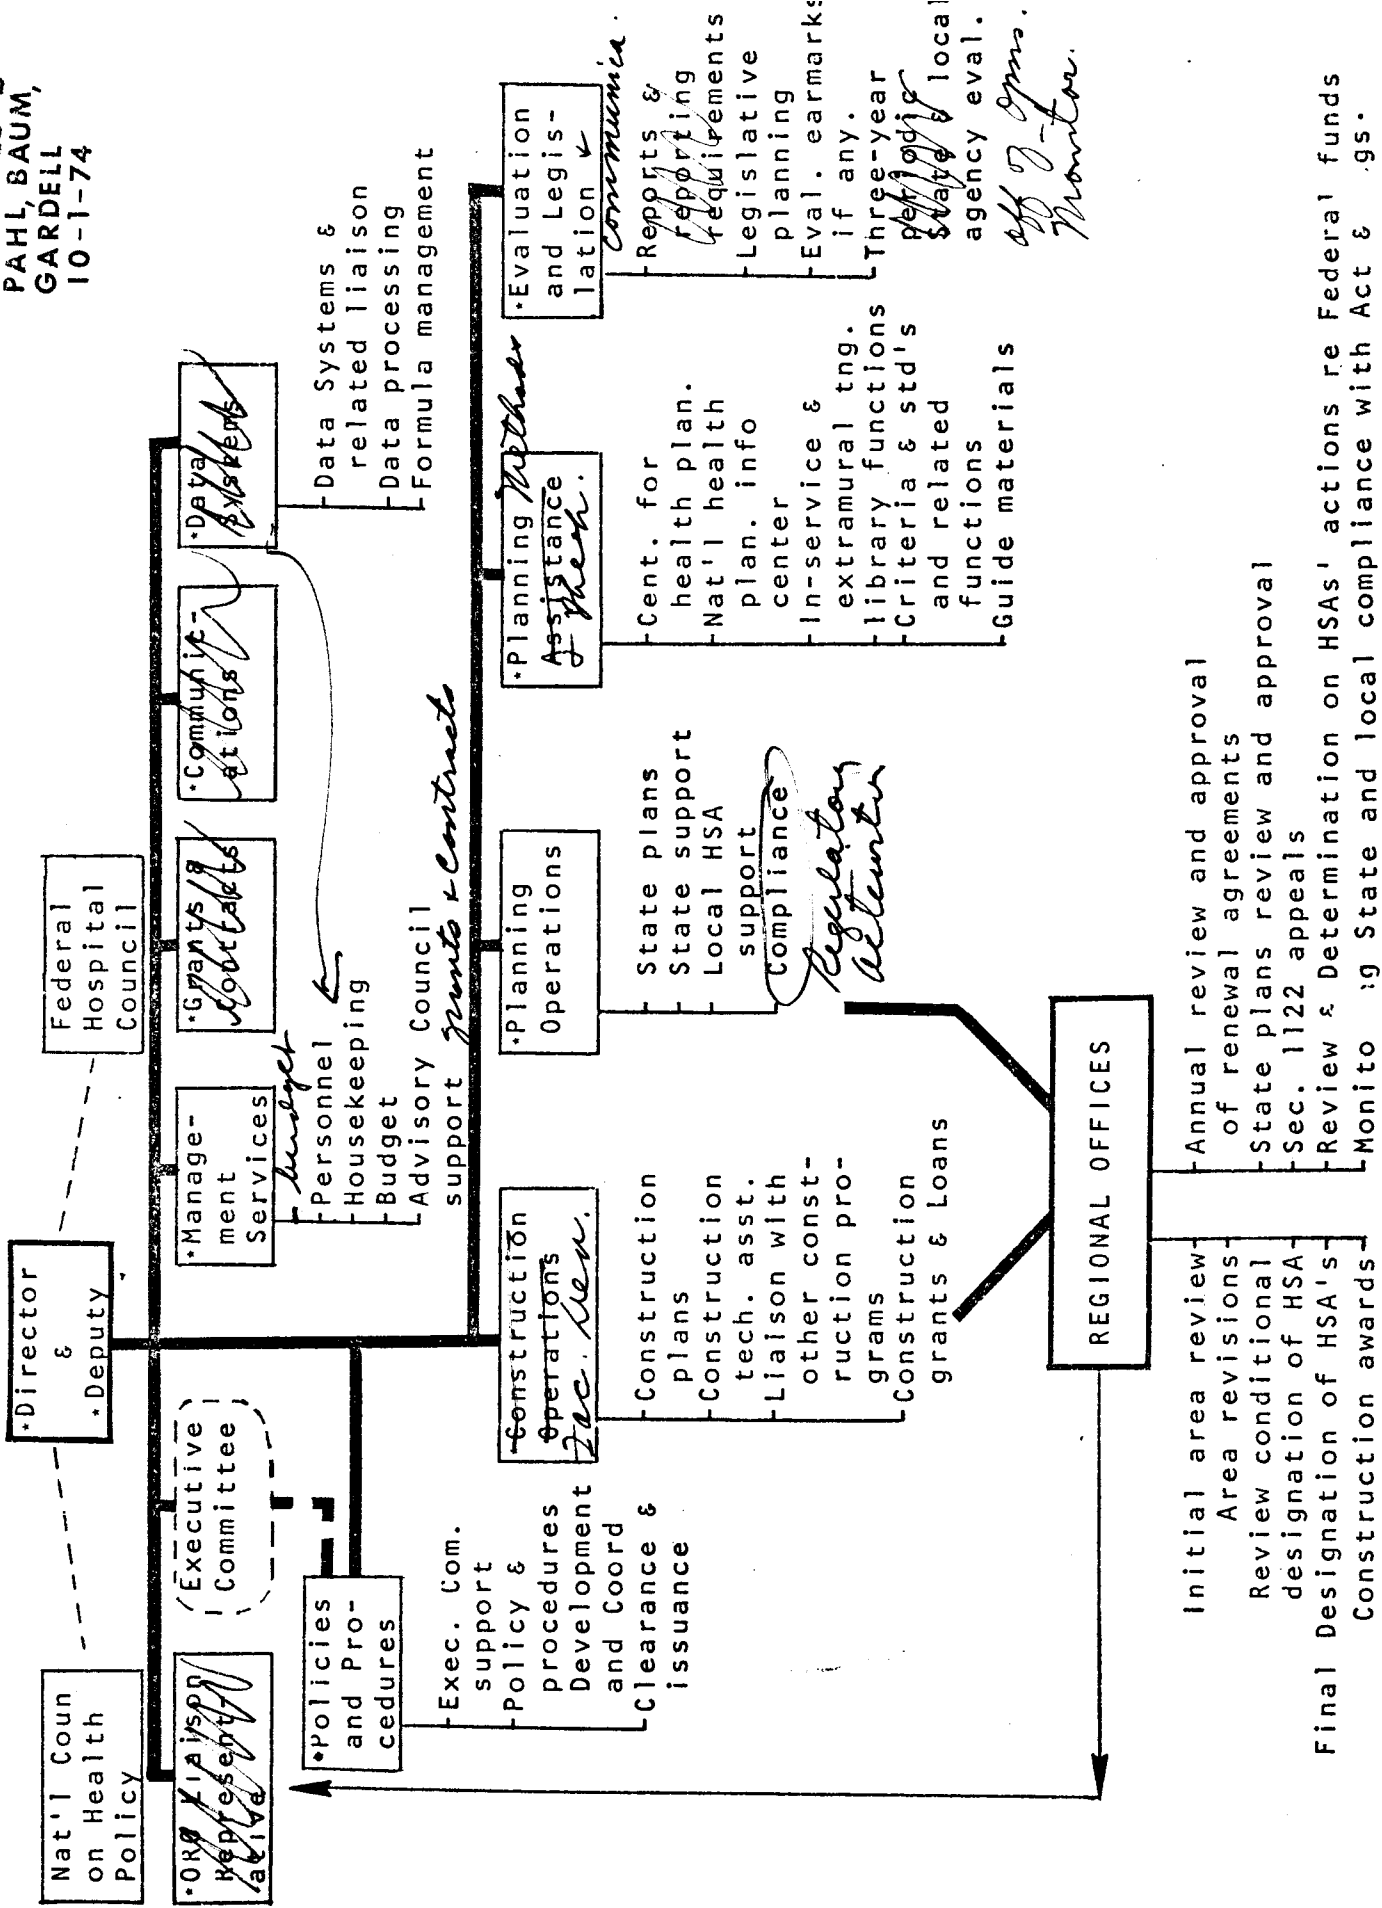 PAHL, BAUM,
GARDELL
10-1-74
Nat'l Coun
on Health
Policy
*Director
&
*Deputy
Federal
Hospital
Council
*ORO Liaison
Represent-
ative
Executive
Committee
*Manage-
ment
Services
*Grants &
Contracts
*Communic-
ations
*Data
Systems
- budget
Personnel
Housekeeping
Budget
Advisory Council
support
grants & contracts
Data Systems &
related liaison
Data processing
Formula management
*Policies
and Pro-
cedures
Exec. Com.
support
Policy &
procedures
Development
and Coord
Clearance &
issuance
*Construction
Operations
Fac.
Construction
plans
Construction
tech. asst.
Liaison with
other const-
ruction pro-
grams
Construction
grants & Loans
*Planning
Operations
State plans
State support
Local HSA
support
Compliance
Regulatory
*Planning Methods
Assistance
Cent. for
health plan.
Nat'l health
plan. info
center
In-service &
extramural tng.
library functions
Criteria & std's
and related
functions
Guide materials
*Evaluation
and Legis-
lation &
communica.
Reports &
reporting
requirements
Legislative
planning
Eval. earmarks
if any.
Three-year
periodic
State & local
agency eval.
off of opns.
Monitor.
REGIONAL OFFICES
Initial area review
Area revisions
Review conditional
designation of HSA
Final Designation of HSA's
Construction awards
Annual review and approval
of renewal agreements
State plans review and approval
Sec. 1122 appeals
Review & Determination on HSAs' actions re Federal funds
Monito g State and local compliance with Act & gs.